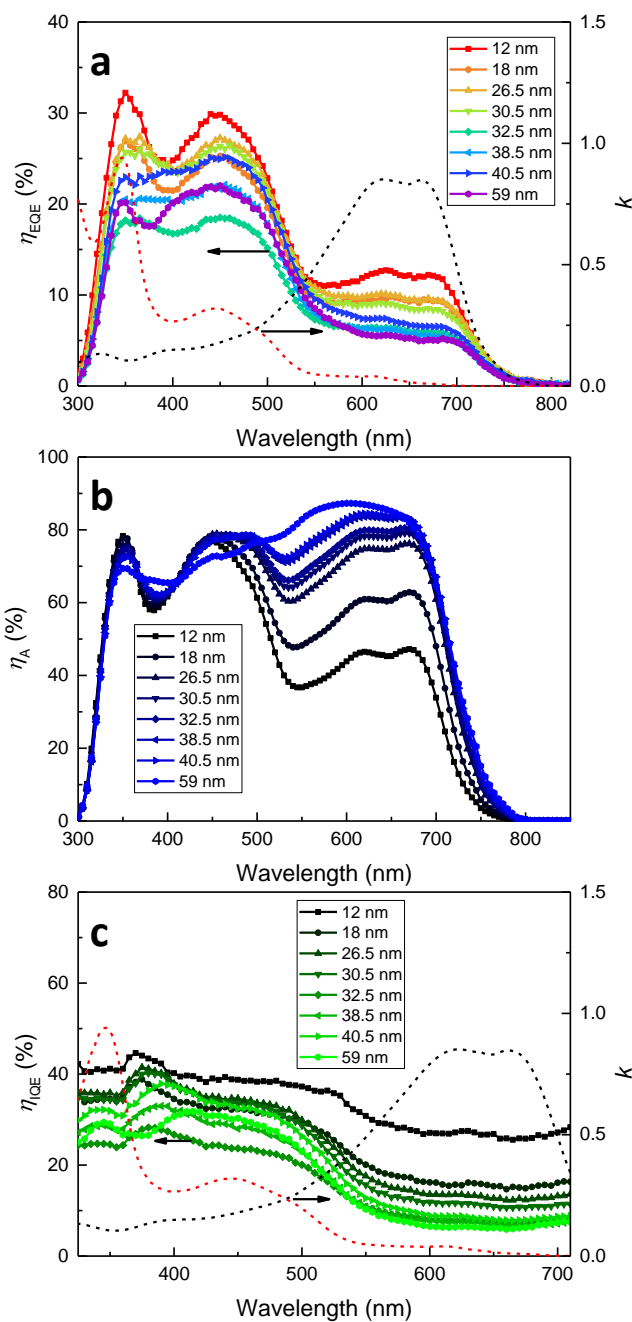 a
40
30
20
10
0
η_EQE (%)
1.5
1.0
0.5
0.0
k
12 nm
18 nm
26.5 nm
30.5 nm
32.5 nm
38.5 nm
40.5 nm
59 nm
300 400 500 600 700 800
Wavelength (nm)
b
100
80
60
40
20
0
η_A (%)
12 nm
18 nm
26.5 nm
30.5 nm
32.5 nm
38.5 nm
40.5 nm
59 nm
300 400 500 600 700 800
Wavelength (nm)
c
80
60
40
20
0
η_IQE (%)
1.5
1.0
0.5
0.0
k
12 nm
18 nm
26.5 nm
30.5 nm
32.5 nm
38.5 nm
40.5 nm
59 nm
400 500 600 700
Wavelength (nm)